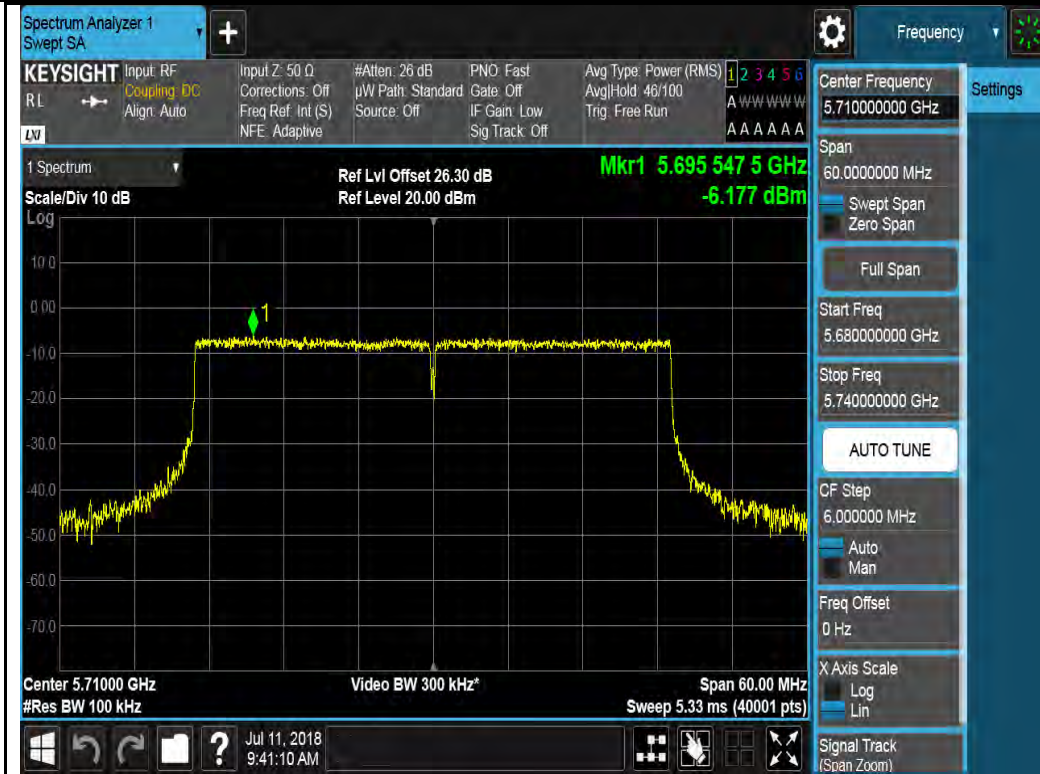 Spectrum Analyzer 1
Swept SA
+
Frequency
KEYSIGHT
RL
LXI
Input: RF
Coupling: DC
Align: Auto
Input Z: 50 Ω
Corrections: Off
Freq Ref: Int (S)
NFE: Adaptive
#Atten: 26 dB
µW Path: Standard
Source: Off
PNO: Fast
Gate: Off
IF Gain: Low
Sig Track: Off
Avg Type: Power (RMS)
Avg|Hold: 46/100
Trig: Free Run
1 2 3 4 5 6
A W W W W W
A A A A A A
1 Spectrum
Scale/Div 10 dB
Ref Lvl Offset 26.30 dB
Ref Level 20.00 dBm
Mkr1 5.695 547 5 GHz
-6.177 dBm
Log
10.0
0.00
-10.0
-20.0
-30.0
-40.0
-50.0
-60.0
-70.0
1
Center 5.71000 GHz
#Res BW 100 kHz
Video BW 300 kHz*
Span 60.00 MHz
Sweep 5.33 ms (40001 pts)
?
Jul 11, 2018
9:41:10 AM
Center Frequency
5.710000000 GHz
Settings
Span
60.0000000 MHz
Swept Span
Zero Span
Full Span
Start Freq
5.680000000 GHz
Stop Freq
5.740000000 GHz
AUTO TUNE
CF Step
6.000000 MHz
Auto
Man
Freq Offset
0 Hz
X Axis Scale
Log
Lin
Signal Track
(Span Zoom)